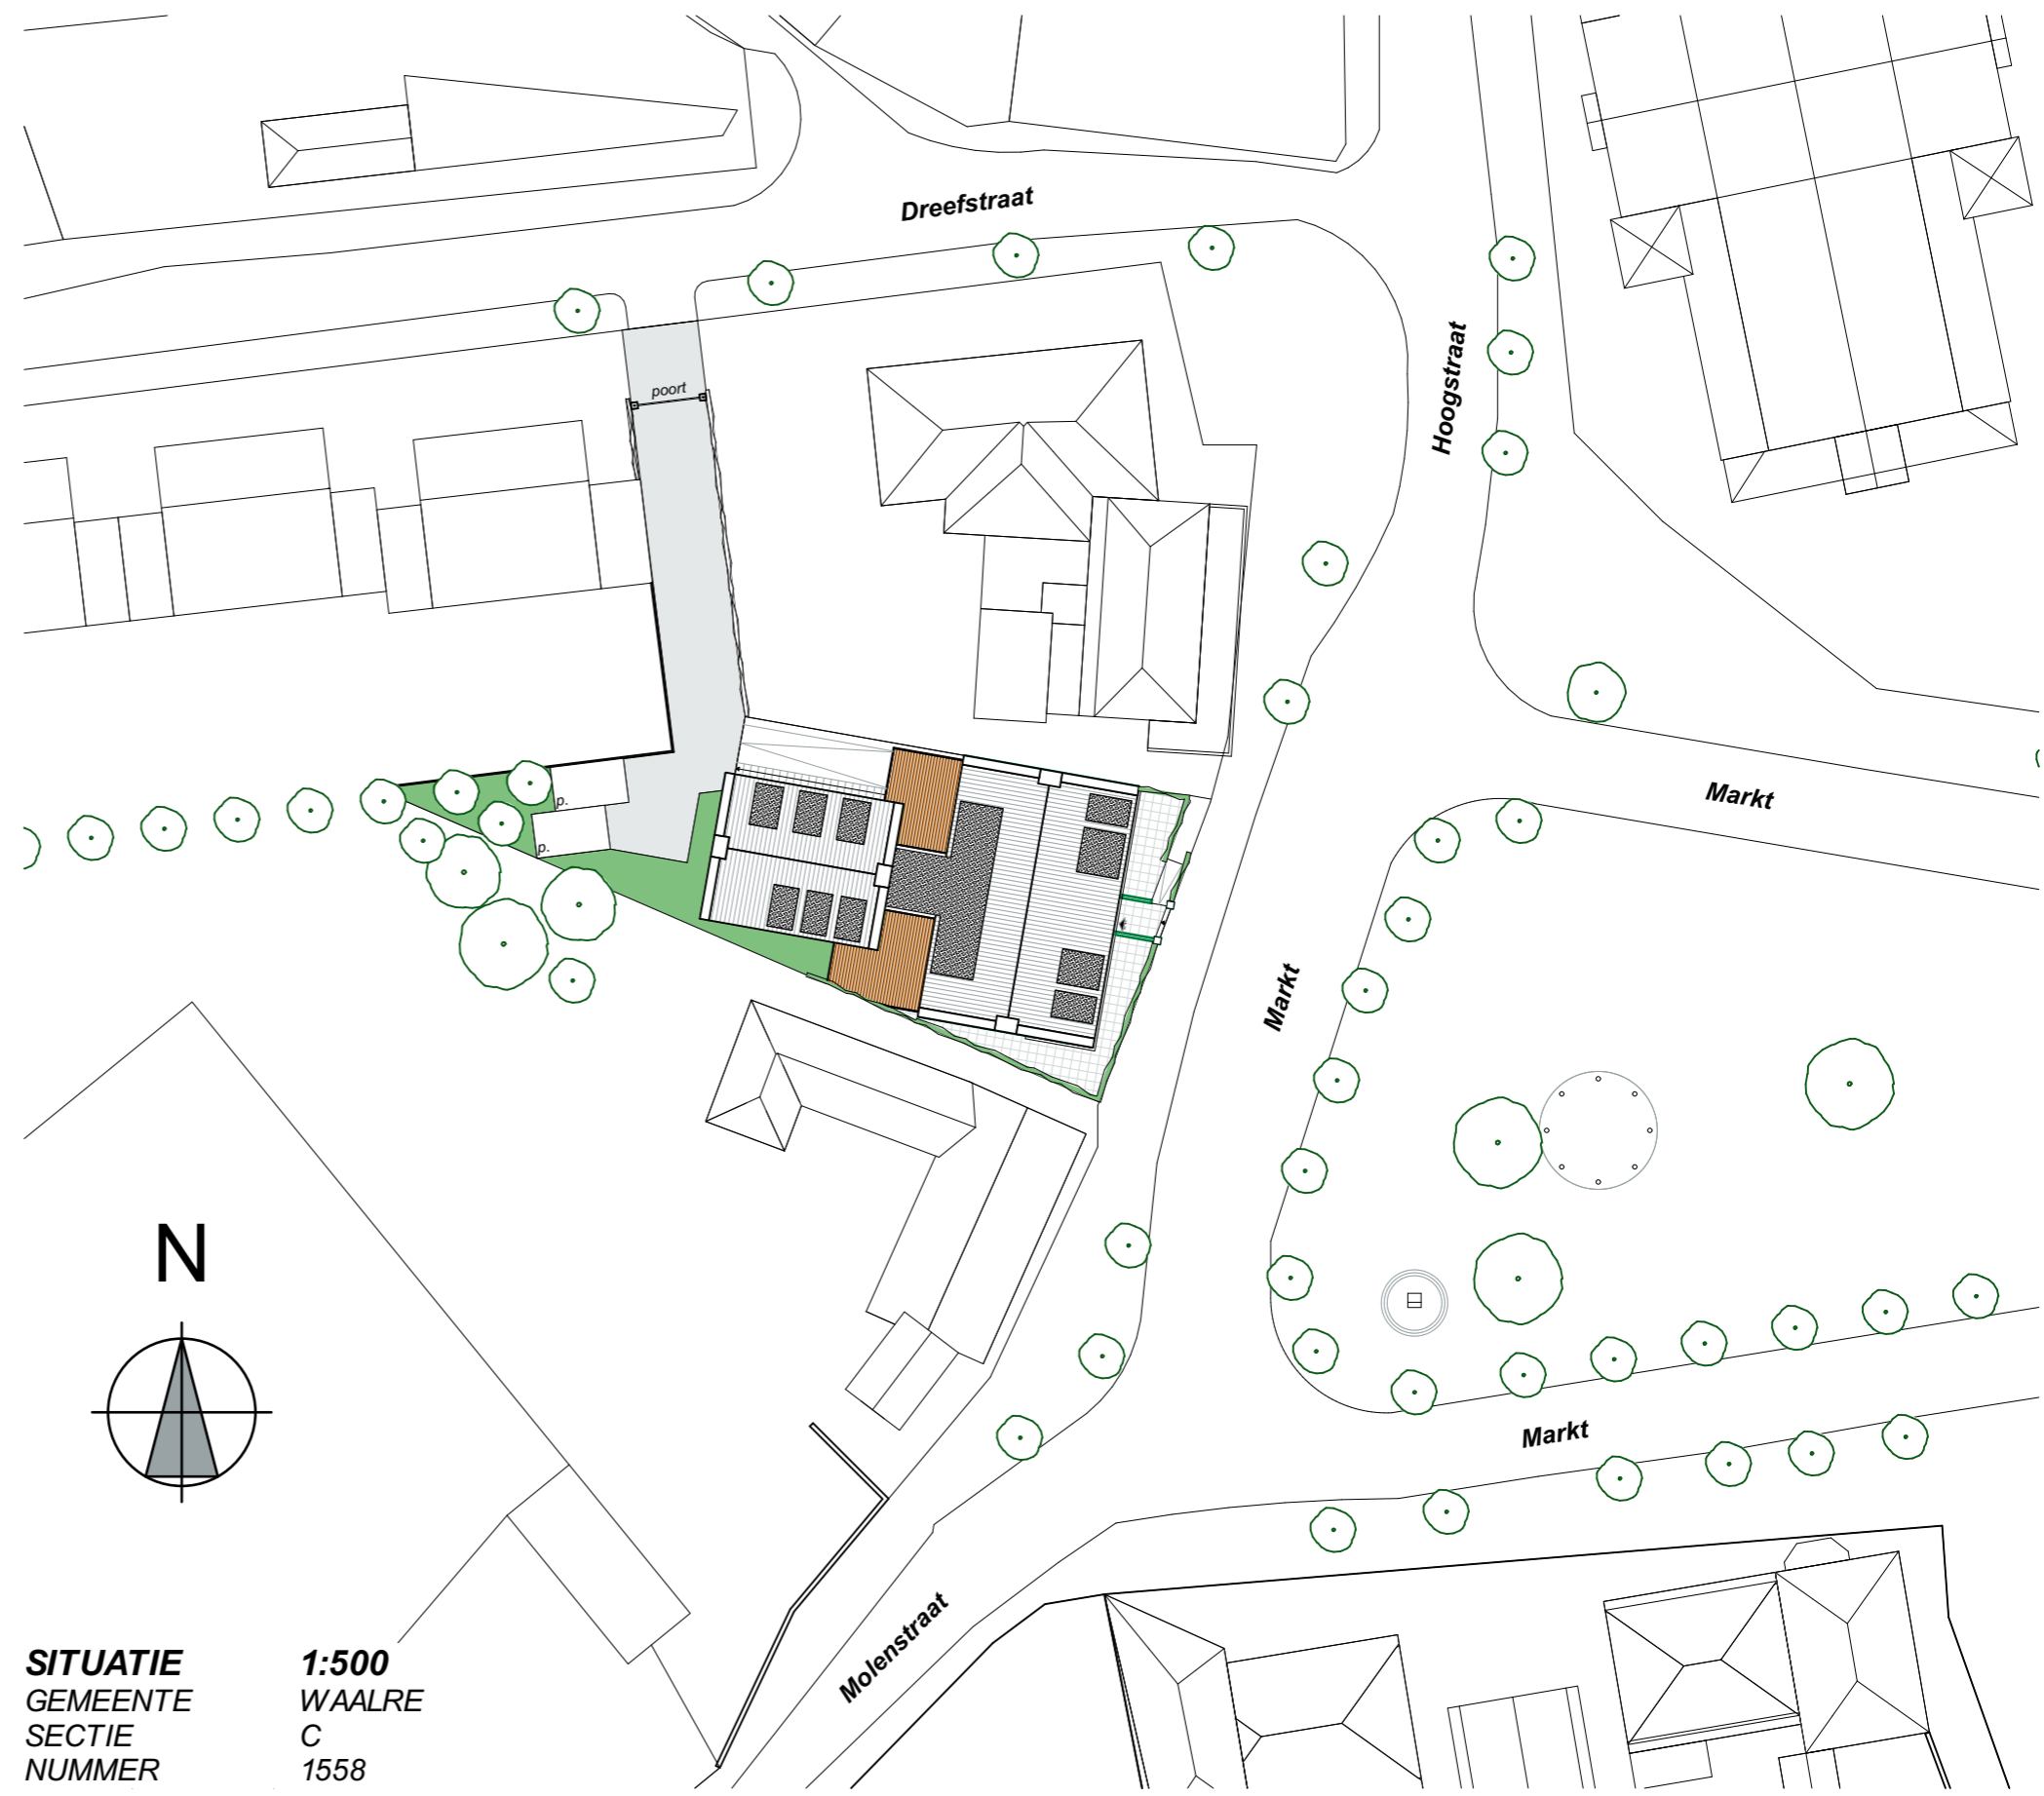 Dreefstraat
Hoogstraat
poort
Markt
p.
p.
Markt
N
Markt
Molenstraat
SITUATIE 1:500
GEMEENTE WAALRE
SECTIE C
NUMMER 1558